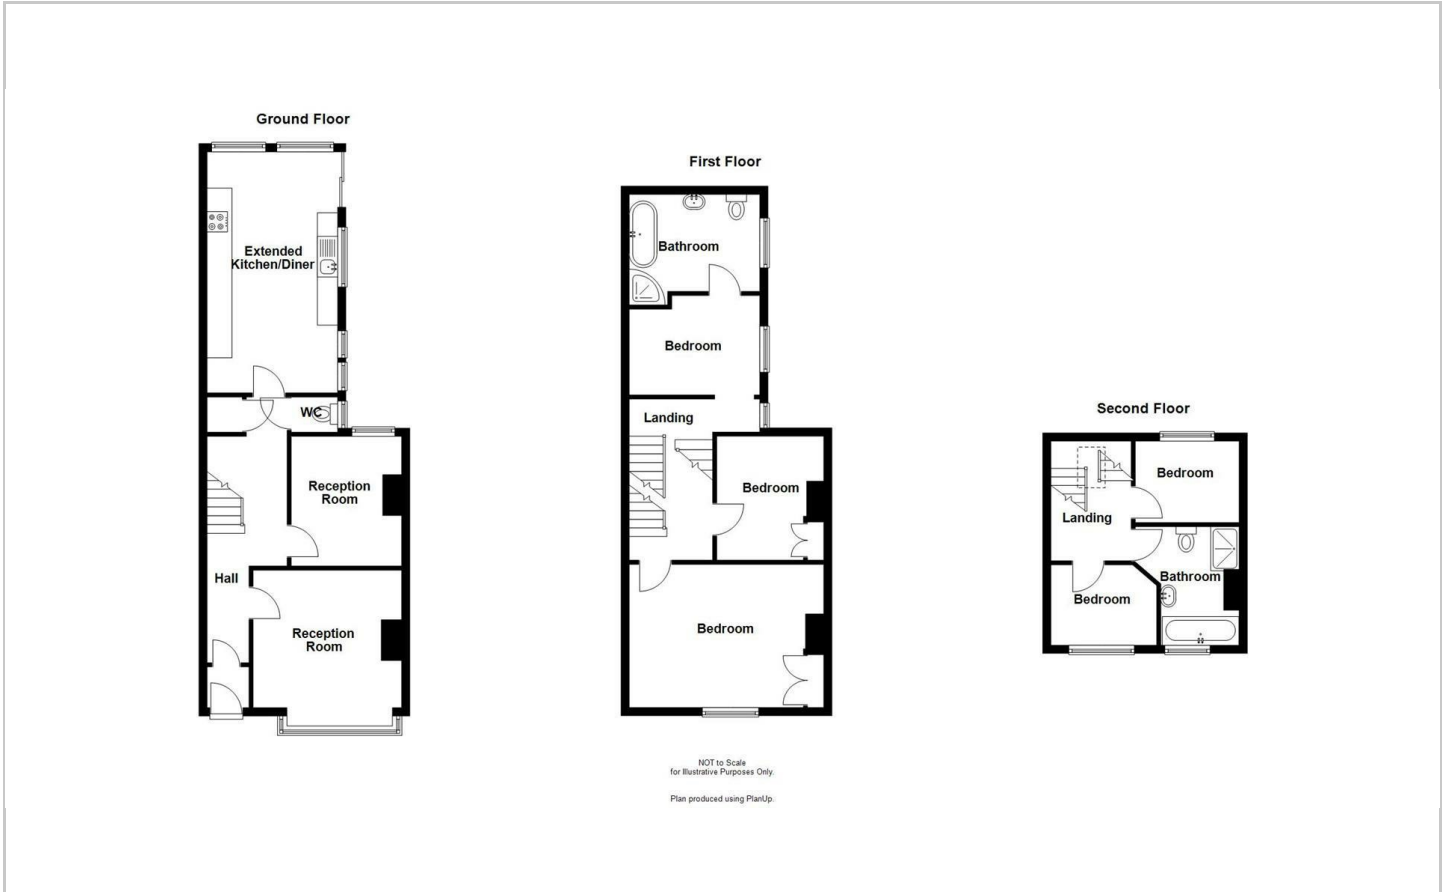 Ground Floor
Extended
Kitchen/Diner
WC
Reception
Room
Hall
Reception
Room
First Floor
Bathroom
Bedroom
Landing
Bedroom
Bedroom
Second Floor
Bedroom
Landing
Bathroom
Bedroom
NOT to Scale
for Illustrative Purposes Only.
Plan produced using PlanUp.